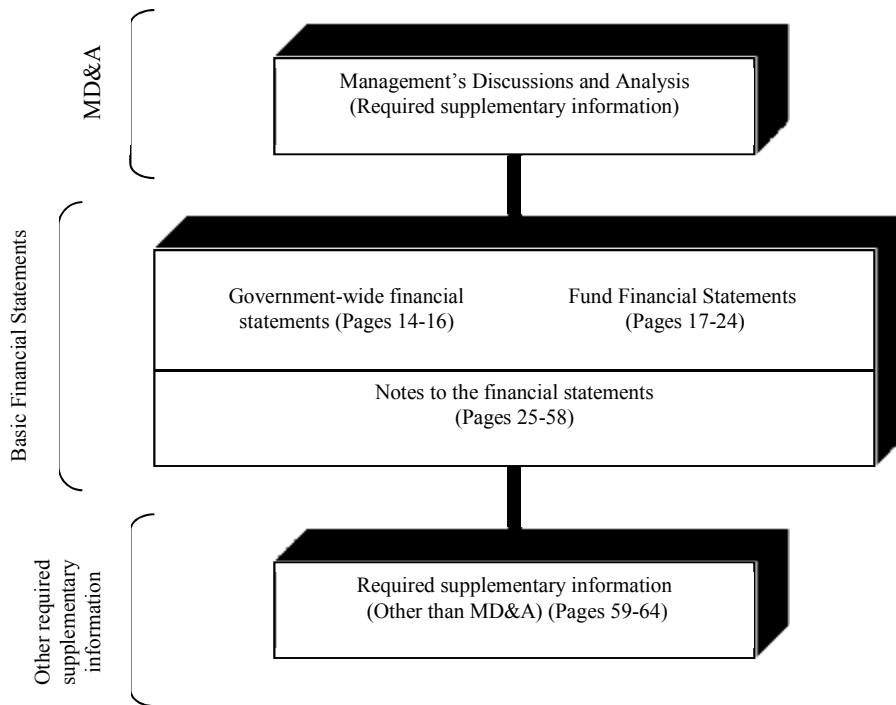 MD&A
Management’s Discussions and Analysis
(Required supplementary information)
Basic Financial Statements
Government-wide financial
statements (Pages 14-16)
Fund Financial Statements
(Pages 17-24)
Notes to the financial statements
(Pages 25-58)
Other required
supplementary
information
Required supplementary information
(Other than MD&A) (Pages 59-64)